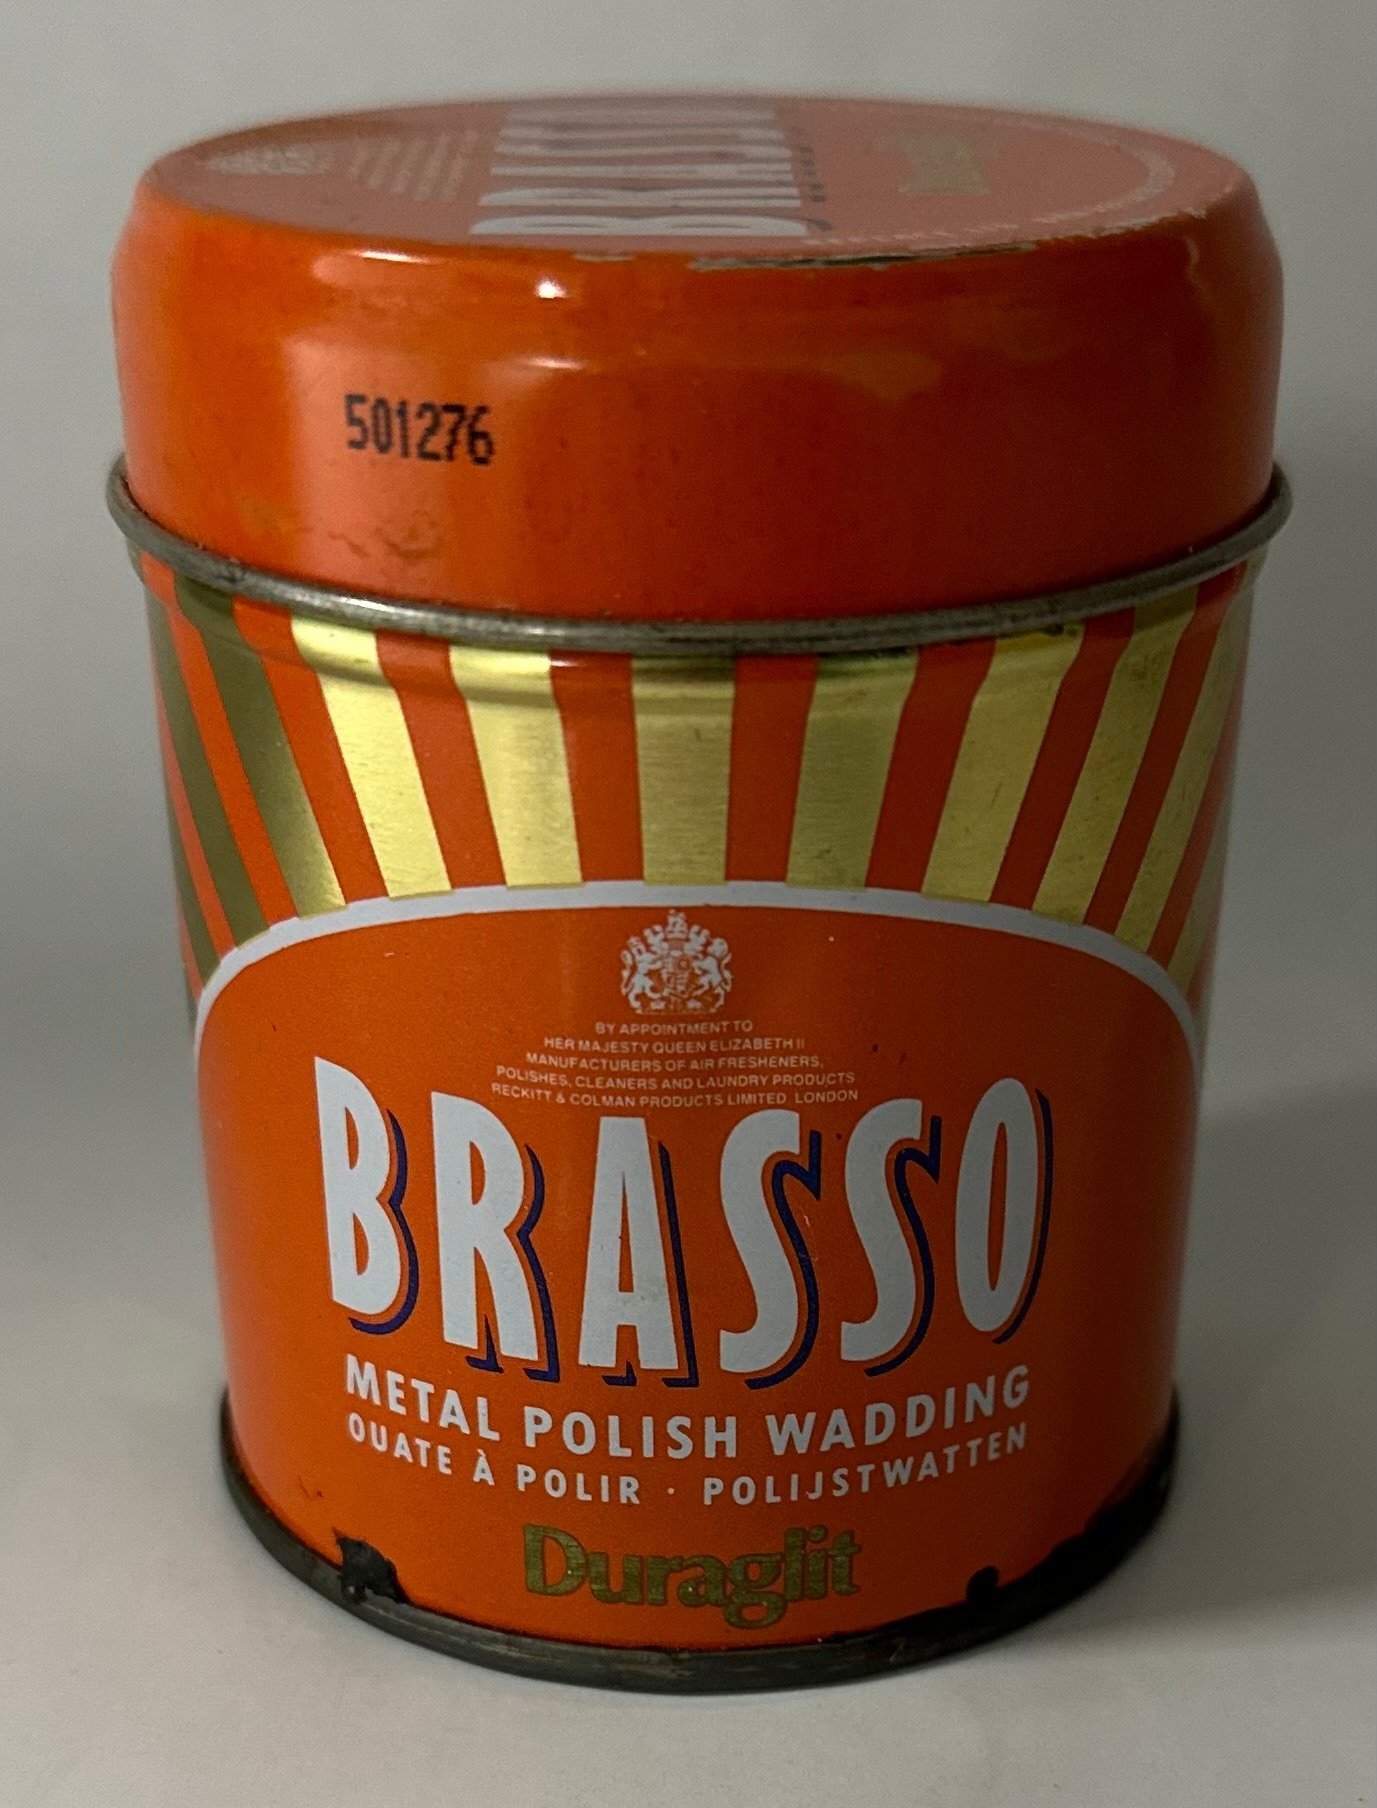 BRASSO
501276
BY APPOINTMENT TO
HER MAJESTY QUEEN ELIZABETH II
MANUFACTURERS OF AIR FRESHENERS,
POLISHES, CLEANERS AND LAUNDRY PRODUCTS
RECKITT & COLMAN PRODUCTS LIMITED LONDON
BRASSO
METAL POLISH WADDING
OUATE À POLIR · POLIJSTWATTEN
Duraglit